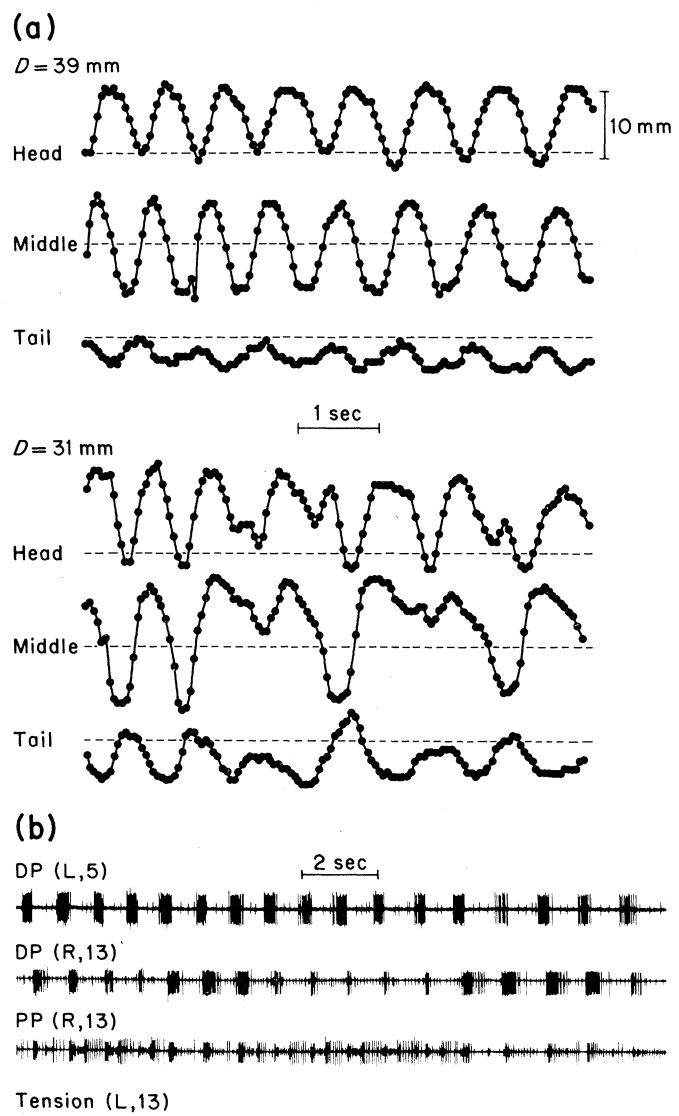 (a)
D = 39 mm
Head
10 mm
Middle
Tail
1 sec
D = 31 mm
Head
Middle
Tail
(b)
DP (L,5)
2 sec
DP (R,13)
PP (R,13)
Tension (L,13)